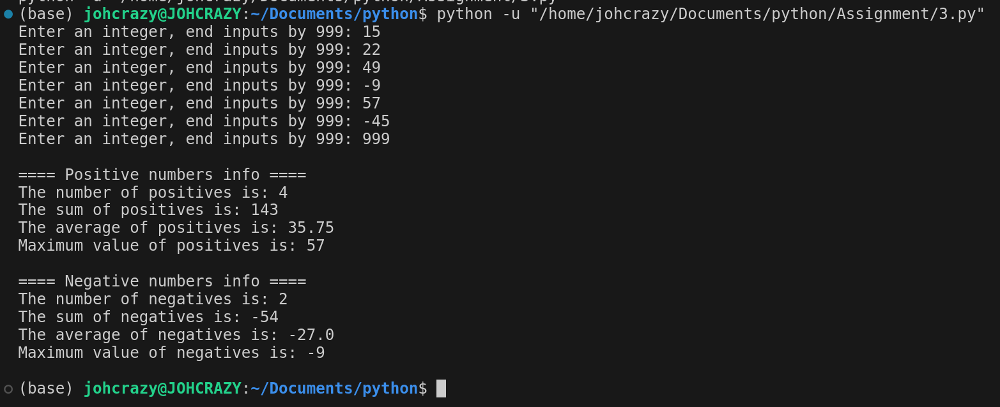 (base) johcrazy@JOHCRAZY:~/Documents/python$ python -u "/home/johcrazy/Documents/python/Assignment/3.py"
Enter an integer, end inputs by 999: 15
Enter an integer, end inputs by 999: 22
Enter an integer, end inputs by 999: 49
Enter an integer, end inputs by 999: -9
Enter an integer, end inputs by 999: 57
Enter an integer, end inputs by 999: -45
Enter an integer, end inputs by 999: 999
==== Positive numbers info ====
The number of positives is: 4
The sum of positives is: 143
The average of positives is: 35.75
Maximum value of positives is: 57
==== Negative numbers info ====
The number of negatives is: 2
The sum of negatives is: -54
The average of negatives is: -27.0
Maximum value of negatives is: -9
(base) johcrazy@JOHCRAZY:~/Documents/python$